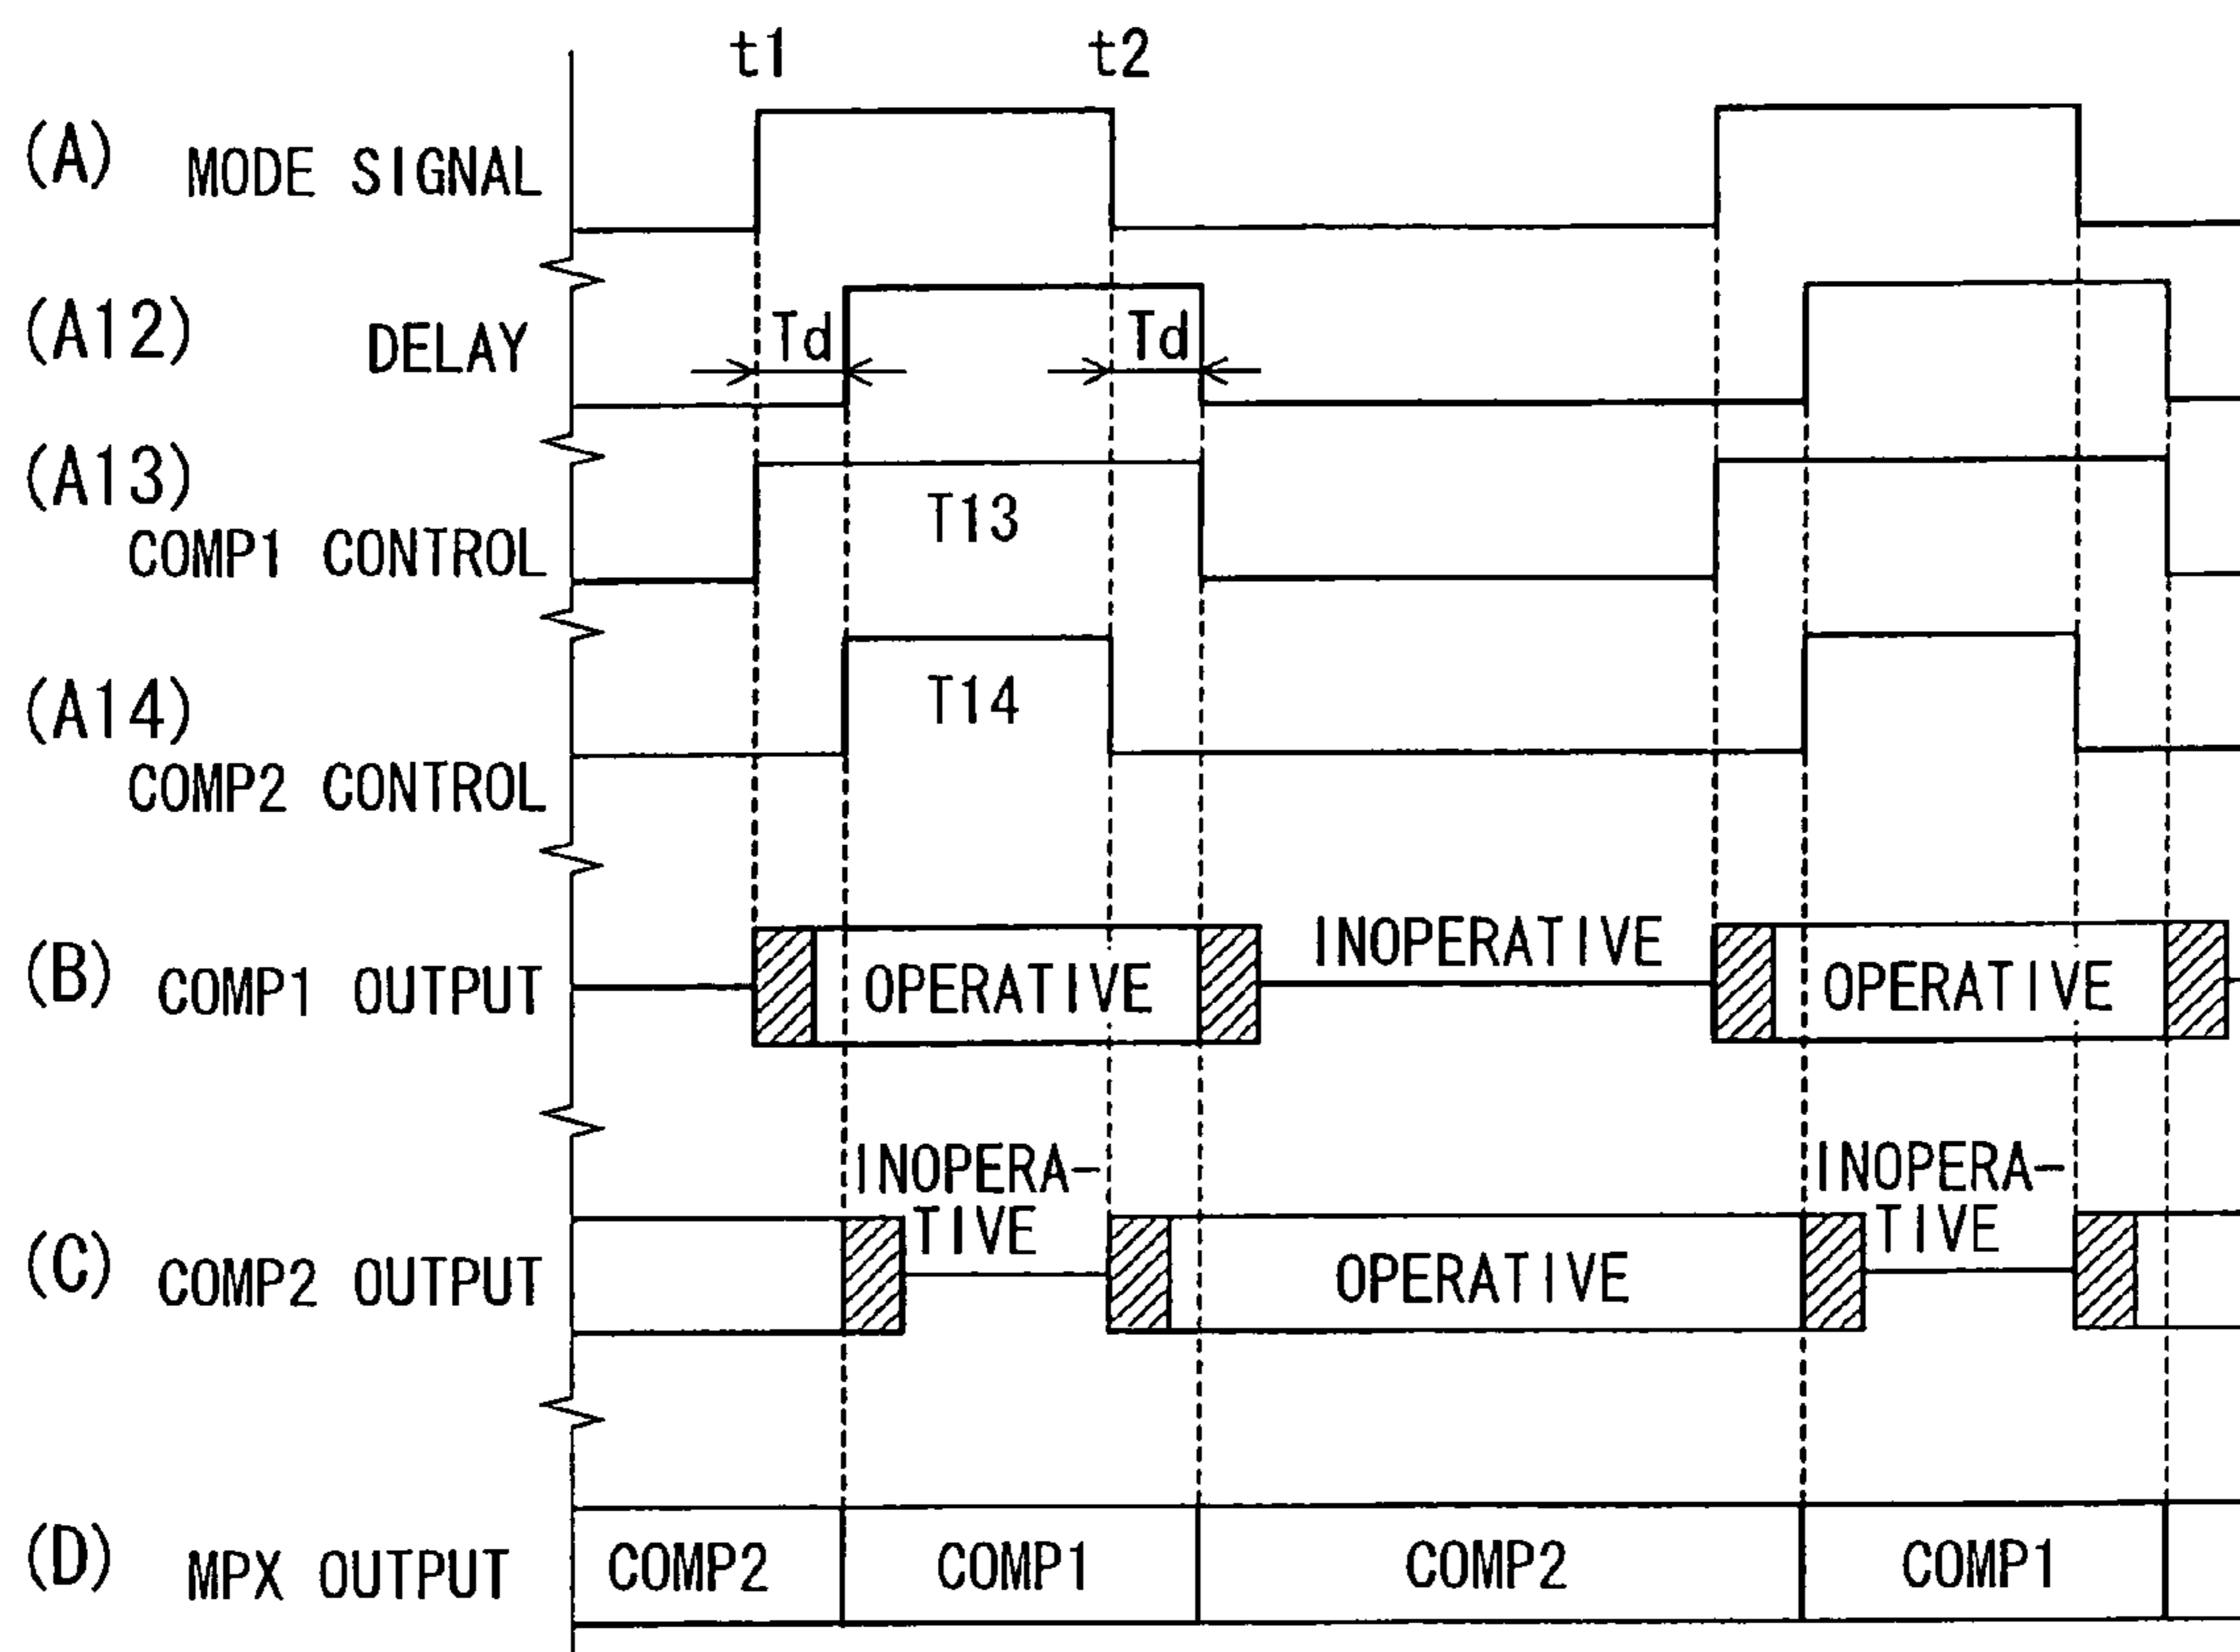 t1 t2
(A) MODE SIGNAL
(A12) DELAY Td Td
(A13)
COMP1 CONTROL T13
(A14) T14
COMP2 CONTROL
(B) COMP1 OUTPUT OPERATIVE INOPERATIVE OPERATIVE
INOPERA- INOPERA-
TIVE TIVE
(C) COMP2 OUTPUT OPERATIVE
(D) MPX OUTPUT COMP2 COMP1 COMP2 COMP1